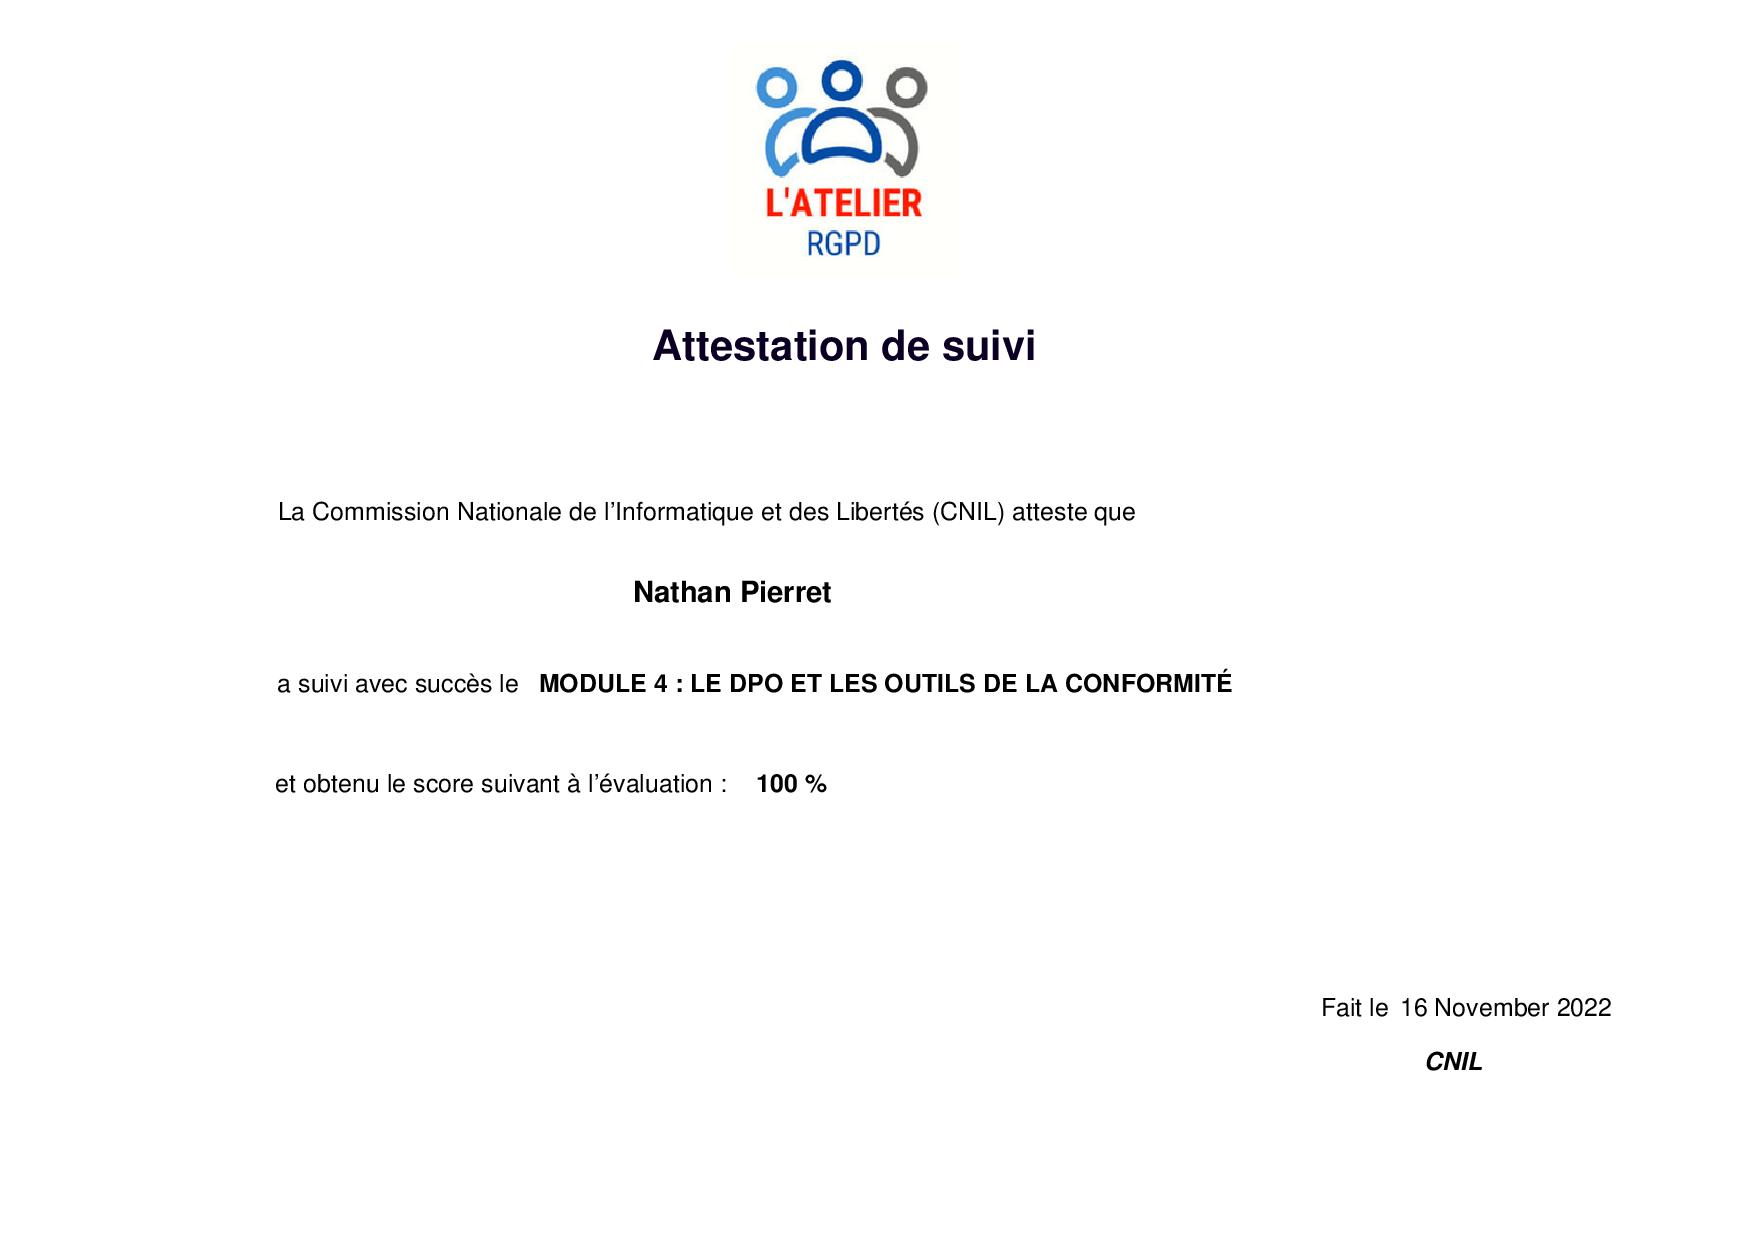 L'ATELIER
RGPD
Attestation de suivi
La Commission Nationale de l’Informatique et des Libertés (CNIL) atteste que
Nathan Pierret
a suivi avec succès le MODULE 4 : LE DPO ET LES OUTILS DE LA CONFORMITÉ
et obtenu le score suivant à l’évaluation : 100 %
Fait le 16 November 2022
CNIL